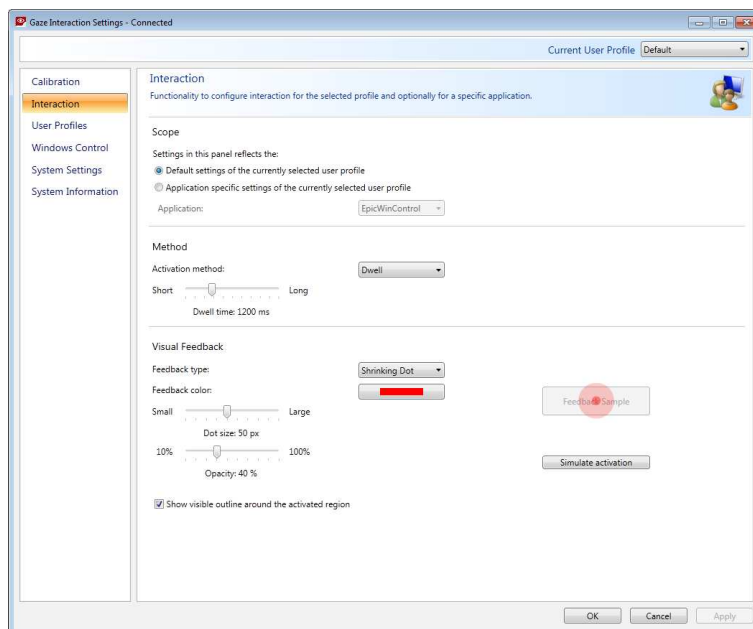 Gaze Interaction Settings - Connected
Current User Profile Default
Calibration
Interaction
User Profiles
Windows Control
System Settings
System Information
Interaction
Functionality to configure interaction for the selected profile and optionally for a specific application.
Scope
Settings in this panel reflects the:
Default settings of the currently selected user profile
Application specific settings of the currently selected user profile
Application: EpicWinControl
Method
Activation method: Dwell
Short Long
Dwell time: 1200 ms
Visual Feedback
Feedback type: Shrinking Dot
Feedback color:
Feedback Sample
Small Large
Dot size: 50 px
10% 100%
Simulate activation
Opacity: 40 %
Show visible outline around the activated region
OK Cancel Apply